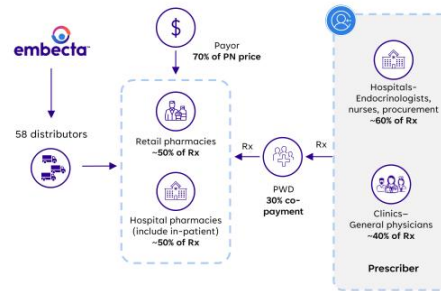 embecta
58 distributors
$
Payor
70% of PN price
Retail pharmacies
~50% of Rx
Hospital pharmacies
(include in-patient)
~50% of Rx
Rx
PWD
30% co-
payment
Rx
Hospitals-
Endocrinologists,
nurses, procurement
~60% of Rx
Clinics–
General physicians
~40% of Rx
Prescriber